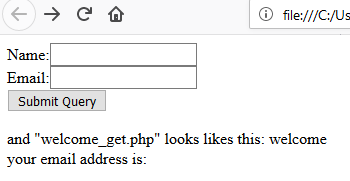 file:///C:/Us
Name:
Email:
Submit Query
and "welcome_get.php" looks likes this: welcome
your email address is: